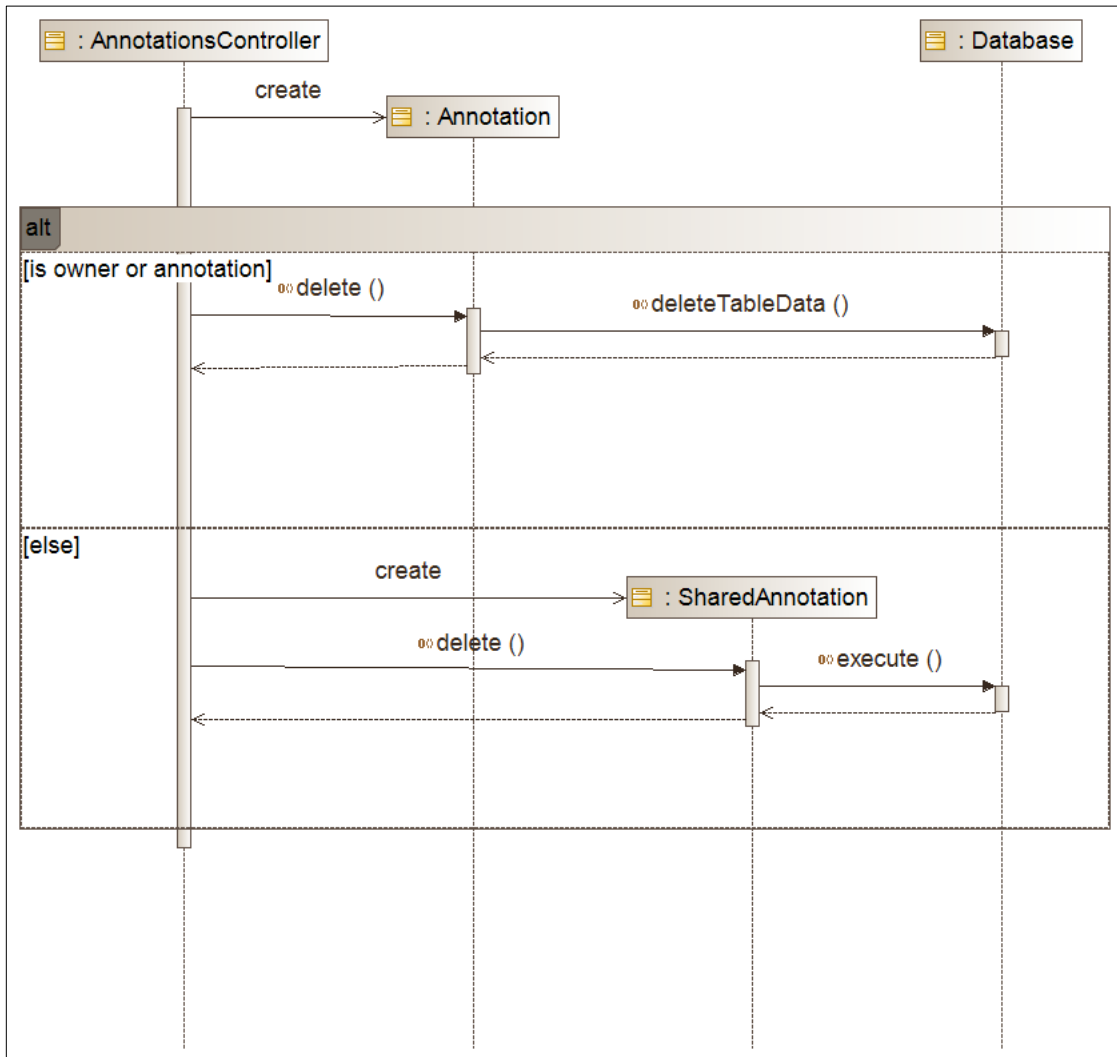 : AnnotationsController
: Database
create
: Annotation
alt
[is owner or annotation]
delete ()
deleteTableData ()
[else]
create
: SharedAnnotation
delete ()
execute ()